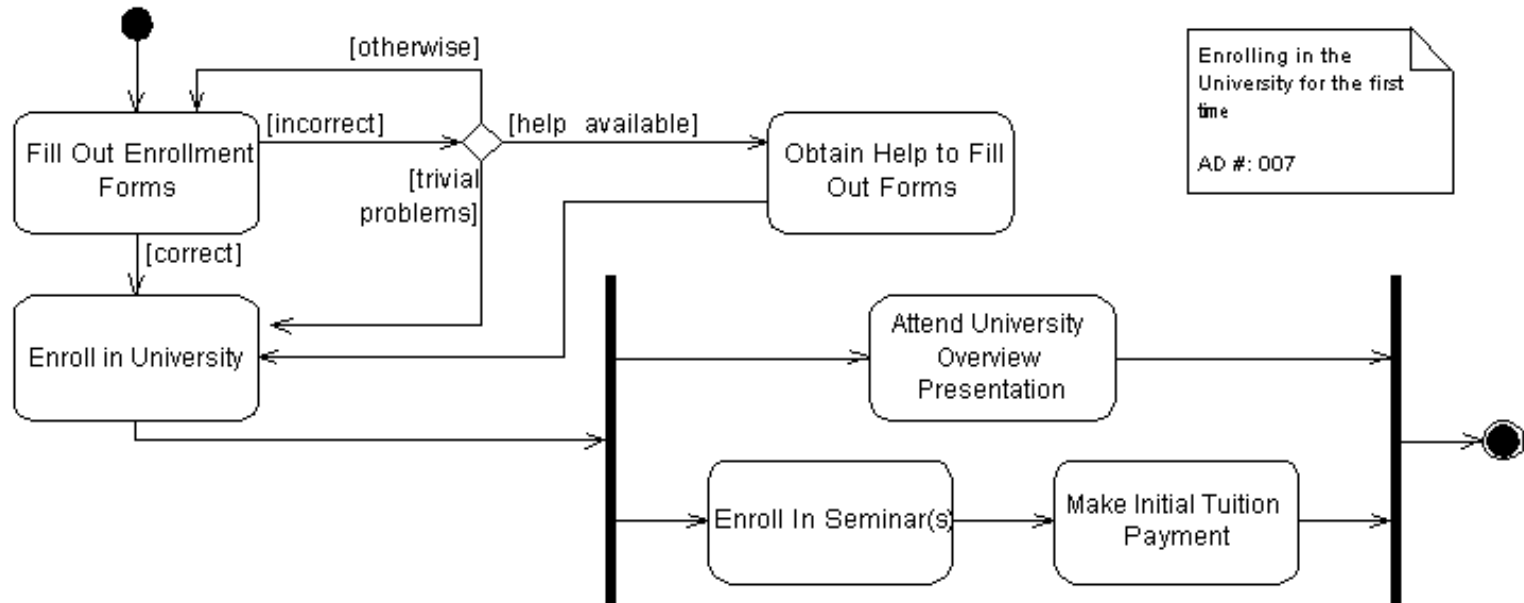 [otherwise]
Enrolling in the
University for the first
time
AD #: 007
[incorrect]
[help available]
Fill Out Enrollment
Forms
Obtain Help to Fill
Out Forms
[trivial
problems]
[correct]
Enroll in University
Attend University
Overview
Presentation
Enroll In Seminar(s)
Make Initial Tuition
Payment